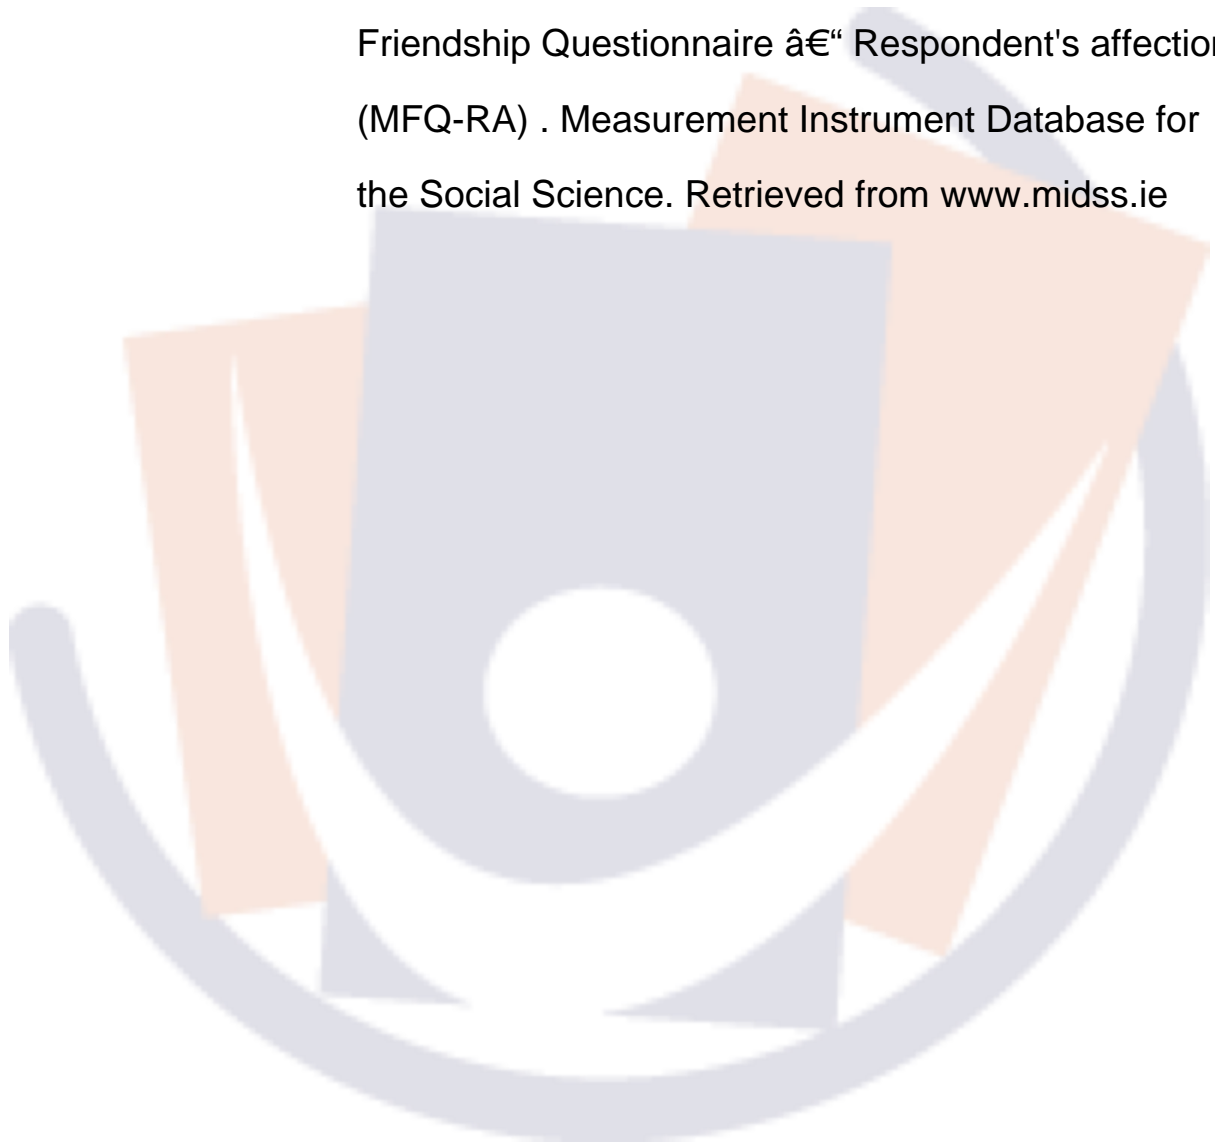 Friendship Questionnaire â€“ Respondent's affection
(MFQ-RA) . Measurement Instrument Database for
the Social Science. Retrieved from www.midss.ie